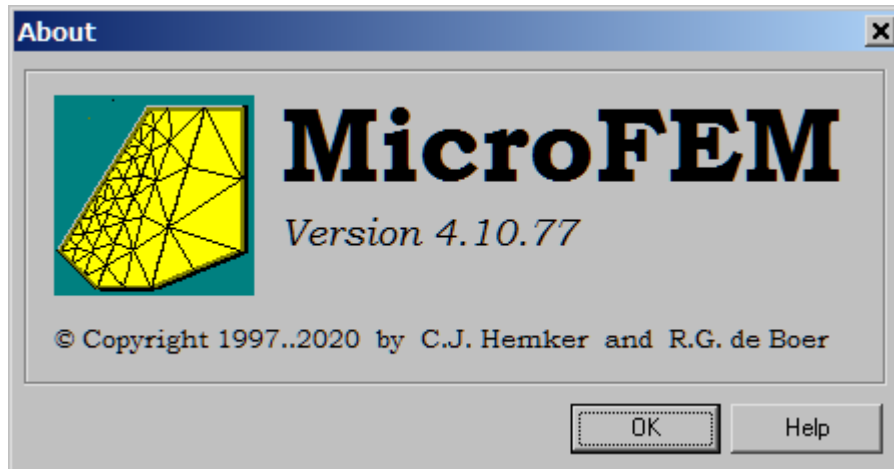 About
MicroFEM
Version 4.10.77
© Copyright 1997..2020 by C.J. Hemker and R.G. de Boer
OK Help